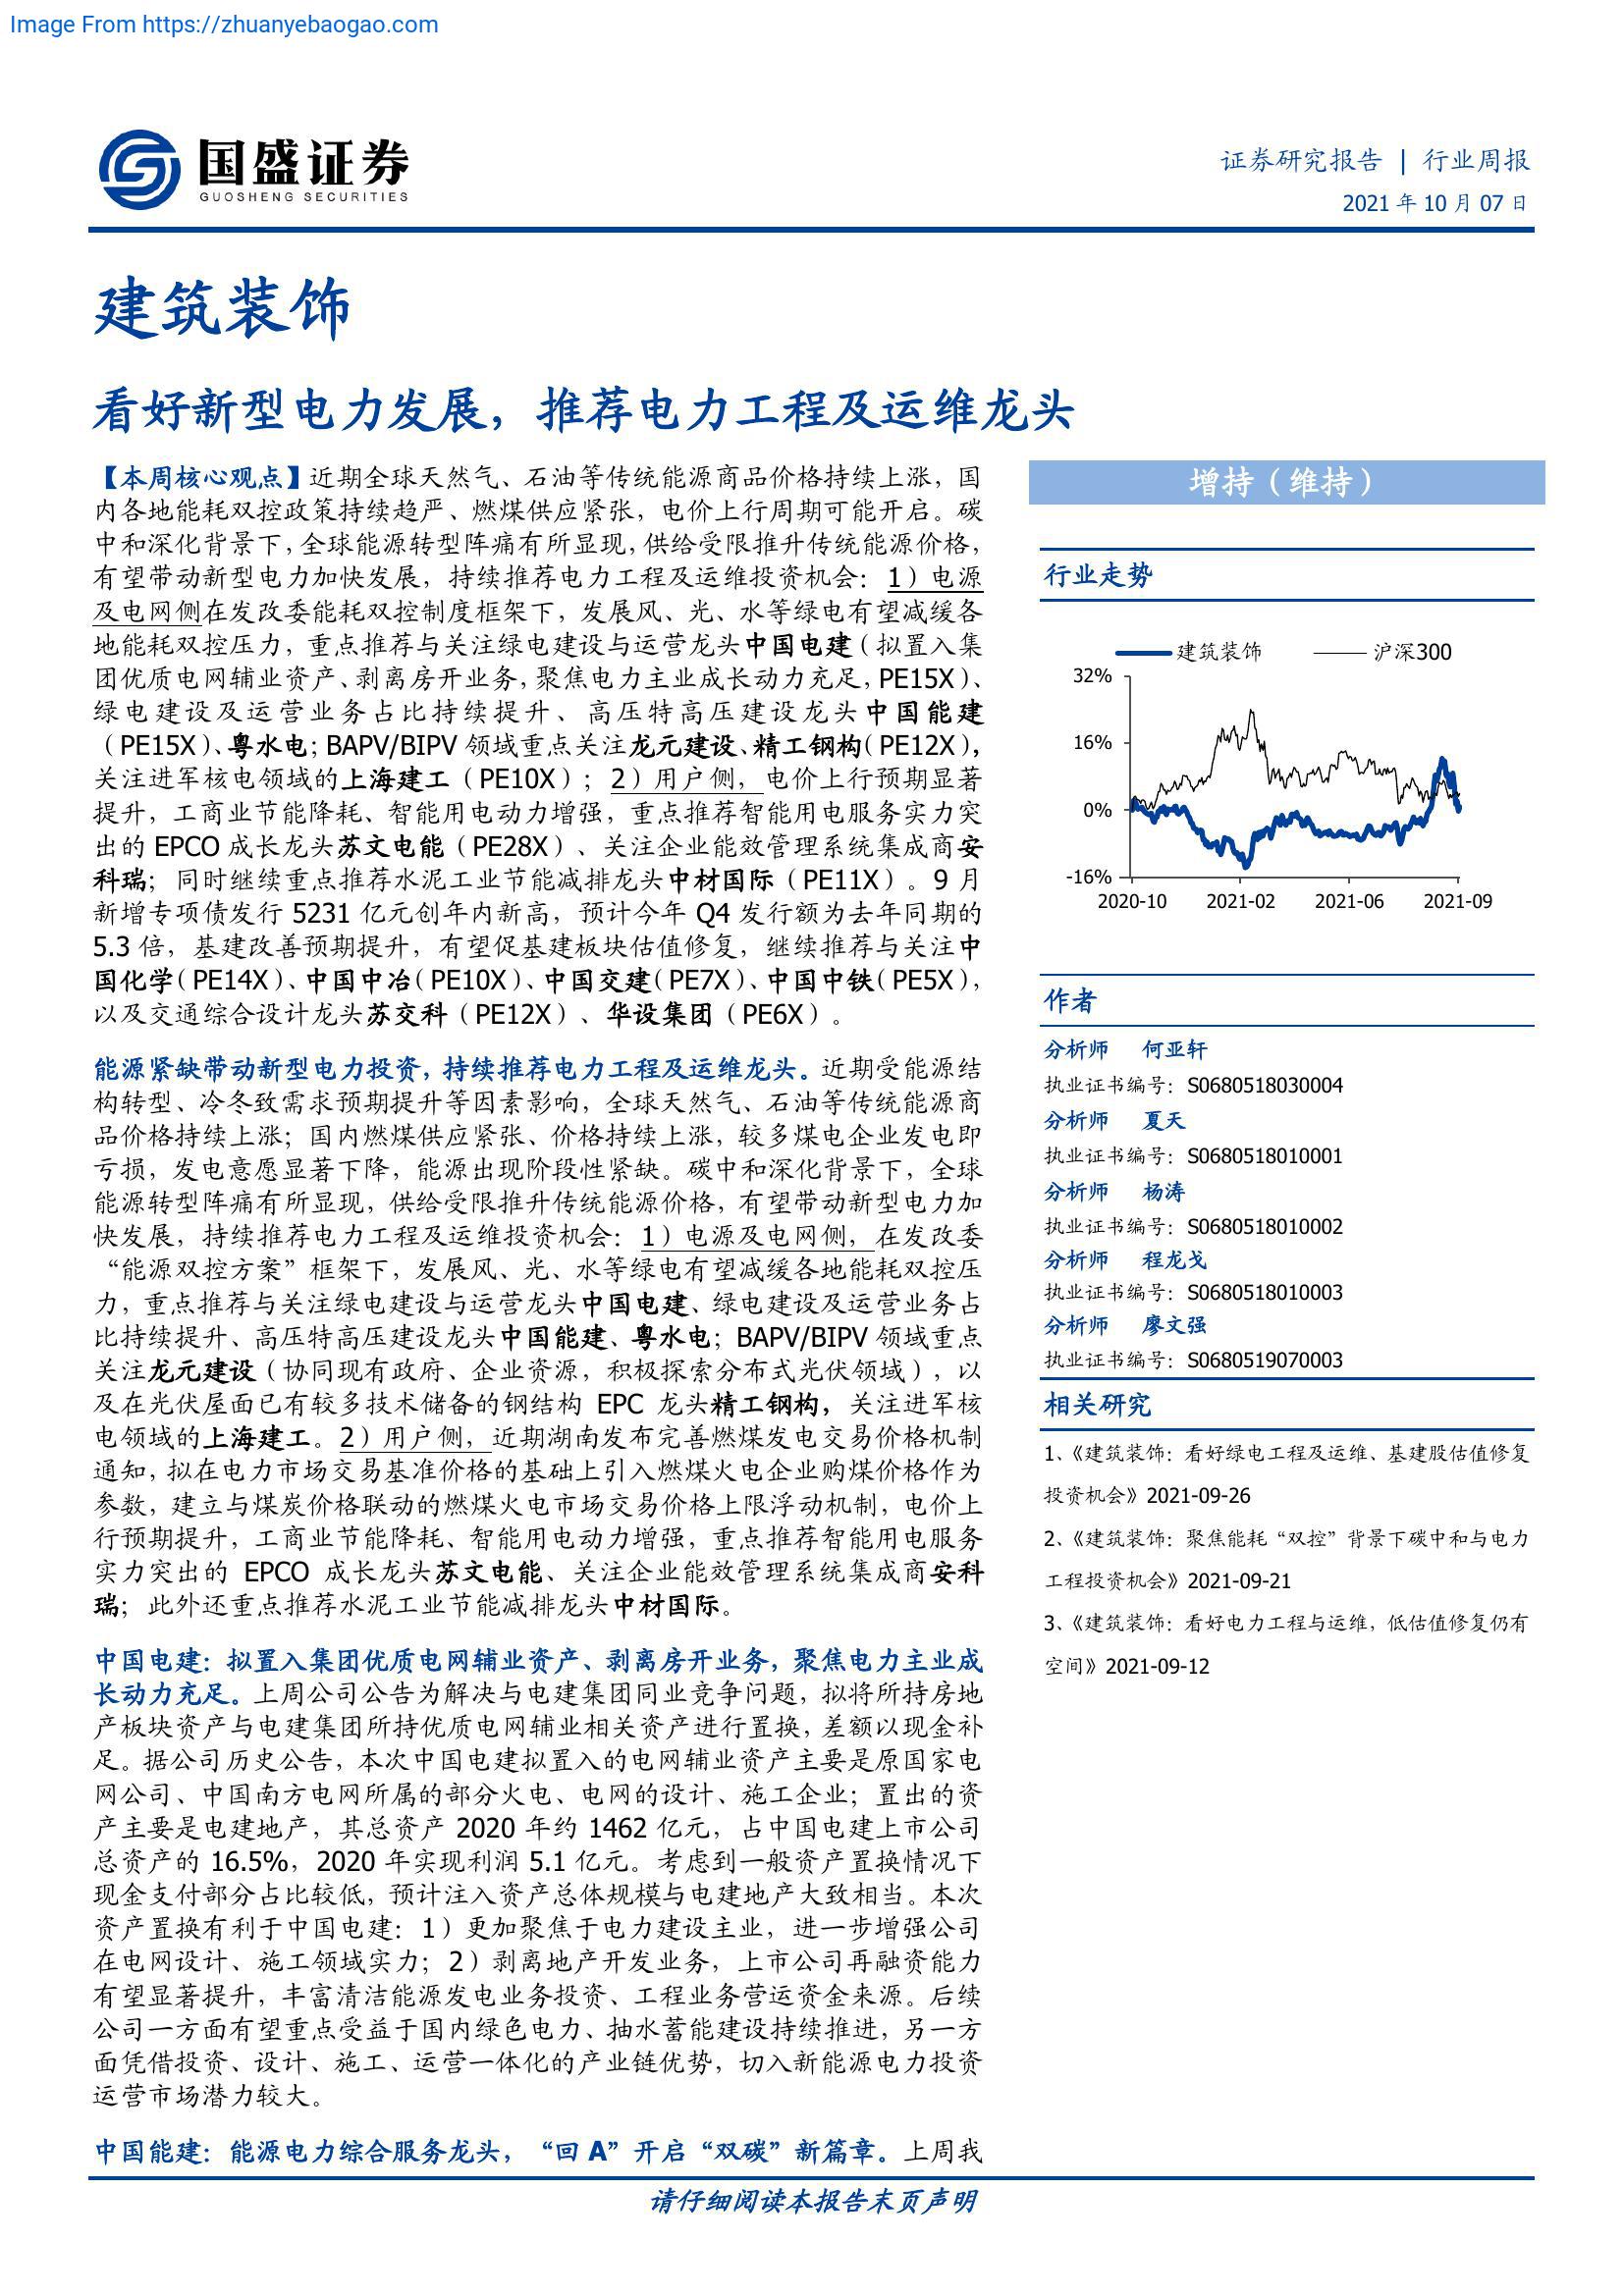 Image From https://zhuanyebaogao.com
国盛证券
GUOSHENG SECURITIES
证券研究报告 | 行业周报
2021 年 10 月 07 日
建筑装饰
看好新型电力发展，推荐电力工程及运维龙头
【本周核心观点】近期全球天然气、石油等传统能源商品价格持续上涨，国
内各地能耗双控政策持续趋严、燃煤供应紧张，电价上行周期可能开启。碳
中和深化背景下，全球能源转型阵痛有所显现，供给受限推升传统能源价格，
有望带动新型电力加快发展，持续推荐电力工程及运维投资机会：1）电源
及电网侧在发改委能耗双控制度框架下，发展风、光、水等绿电有望减缓各
地能耗双控压力，重点推荐与关注绿电建设与运营龙头中国电建（拟置入集
团优质电网辅业资产、剥离房开业务，聚焦电力主业成长动力充足，PE15X）、
绿电建设及运营业务占比持续提升、高压特高压建设龙头中国能建
（PE15X）、粤水电；BAPV/BIPV 领域重点关注龙元建设、精工钢构（PE12X），
关注进军核电领域的上海建工（PE10X）；2）用户侧，电价上行预期显著
提升，工商业节能降耗、智能用电动力增强，重点推荐智能用电服务实力突
出的 EPCO 成长龙头苏文电能（PE28X）、关注企业能效管理系统集成商安
科瑞；同时继续重点推荐水泥工业节能减排龙头中材国际（PE11X）。9 月
新增专项债发行 5231 亿元创年内新高，预计今年 Q4 发行额为去年同期的
5.3 倍，基建改善预期提升，有望促基建板块估值修复，继续推荐与关注中
国化学（PE14X）、中国中冶（PE10X）、中国交建（PE7X）、中国中铁（PE5X），
以及交通综合设计龙头苏交科（PE12X）、华设集团（PE6X）。
能源紧缺带动新型电力投资，持续推荐电力工程及运维龙头。近期受能源结
构转型、冷冬致需求预期提升等因素影响，全球天然气、石油等传统能源商
品价格持续上涨；国内燃煤供应紧张、价格持续上涨，较多煤电企业发电即
亏损，发电意愿显著下降，能源出现阶段性紧缺。碳中和深化背景下，全球
能源转型阵痛有所显现，供给受限推升传统能源价格，有望带动新型电力加
快发展，持续推荐电力工程及运维投资机会：1）电源及电网侧，在发改委
“能源双控方案”框架下，发展风、光、水等绿电有望减缓各地能耗双控压
力，重点推荐与关注绿电建设与运营龙头中国电建、绿电建设及运营业务占
比持续提升、高压特高压建设龙头中国能建、粤水电；BAPV/BIPV 领域重点
关注龙元建设（协同现有政府、企业资源，积极探索分布式光伏领域），以
及在光伏屋面已有较多技术储备的钢结构 EPC 龙头精工钢构，关注进军核
电领域的上海建工。2）用户侧，近期湖南发布完善燃煤发电交易价格机制
通知，拟在电力市场交易基准价格的基础上引入燃煤火电企业购煤价格作为
参数，建立与煤炭价格联动的燃煤火电市场交易价格上限浮动机制，电价上
行预期提升，工商业节能降耗、智能用电动力增强，重点推荐智能用电服务
实力突出的 EPCO 成长龙头苏文电能、关注企业能效管理系统集成商安科
瑞；此外还重点推荐水泥工业节能减排龙头中材国际。
中国电建：拟置入集团优质电网辅业资产、剥离房开业务，聚焦电力主业成
长动力充足。上周公司公告为解决与电建集团同业竞争问题，拟将所持房地
产板块资产与电建集团所持优质电网辅业相关资产进行置换，差额以现金补
足。据公司历史公告，本次中国电建拟置入的电网辅业资产主要是原国家电
网公司、中国南方电网所属的部分火电、电网的设计、施工企业；置出的资
产主要是电建地产，其总资产 2020 年约 1462 亿元，占中国电建上市公司
总资产的 16.5%，2020 年实现利润 5.1 亿元。考虑到一般资产置换情况下
现金支付部分占比较低，预计注入资产总体规模与电建地产大致相当。本次
资产置换有利于中国电建：1）更加聚焦于电力建设主业，进一步增强公司
在电网设计、施工领域实力；2）剥离地产开发业务，上市公司再融资能力
有望显著提升，丰富清洁能源发电业务投资、工程业务营运资金来源。后续
公司一方面有望重点受益于国内绿色电力、抽水蓄能建设持续推进，另一方
面凭借投资、设计、施工、运营一体化的产业链优势，切入新能源电力投资
运营市场潜力较大。
中国能建：能源电力综合服务龙头，“回 A”开启“双碳”新篇章。上周我
增持（维持）
行业走势
建筑装饰 沪深300
32%
16%
0%
-16%
2020-10 2021-02 2021-06 2021-09
作者
分析师 何亚轩
执业证书编号：S0680518030004
分析师 夏天
执业证书编号：S0680518010001
分析师 杨涛
执业证书编号：S0680518010002
分析师 程龙戈
执业证书编号：S0680518010003
分析师 廖文强
执业证书编号：S0680519070003
相关研究
1、《建筑装饰：看好绿电工程及运维、基建股估值修复
投资机会》2021-09-26
2、《建筑装饰：聚焦能耗“双控”背景下碳中和与电力
工程投资机会》2021-09-21
3、《建筑装饰：看好电力工程与运维，低估值修复仍有
空间》2021-09-12
请仔细阅读本报告末页声明